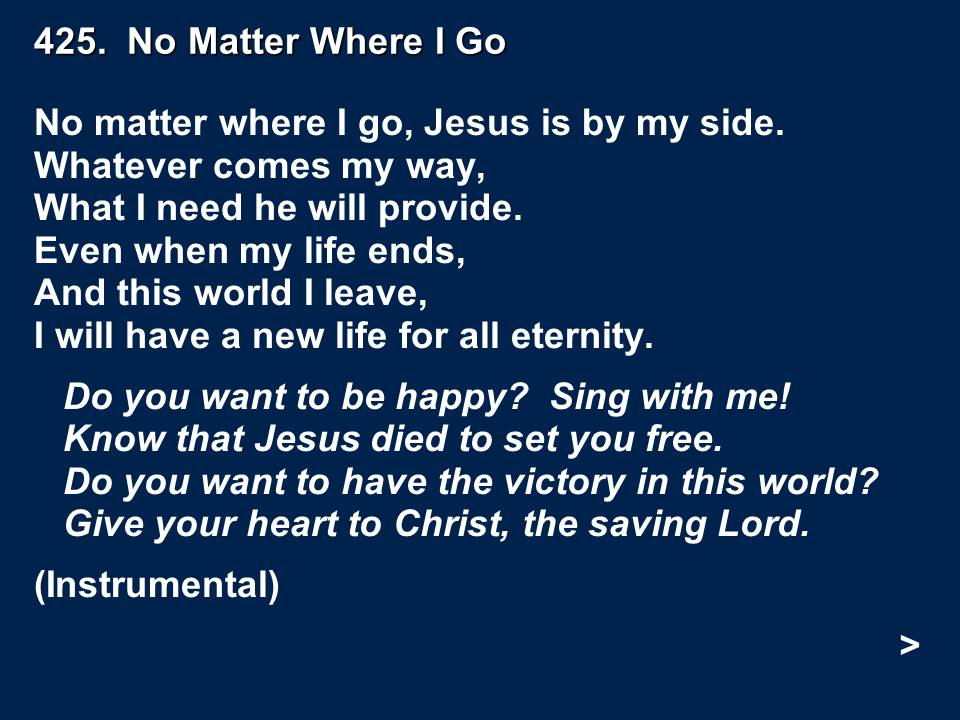 425.  No Matter Where I Go
No matter where I go, Jesus is by my side.
Whatever comes my way,
What I need he will provide.
Even when my life ends,
And this world I leave,
I will have a new life for all eternity.
Do you want to be happy?  Sing with me!
Know that Jesus died to set you free.
Do you want to have the victory in this world?
Give your heart to Christ, the saving Lord.
(Instrumental)
>